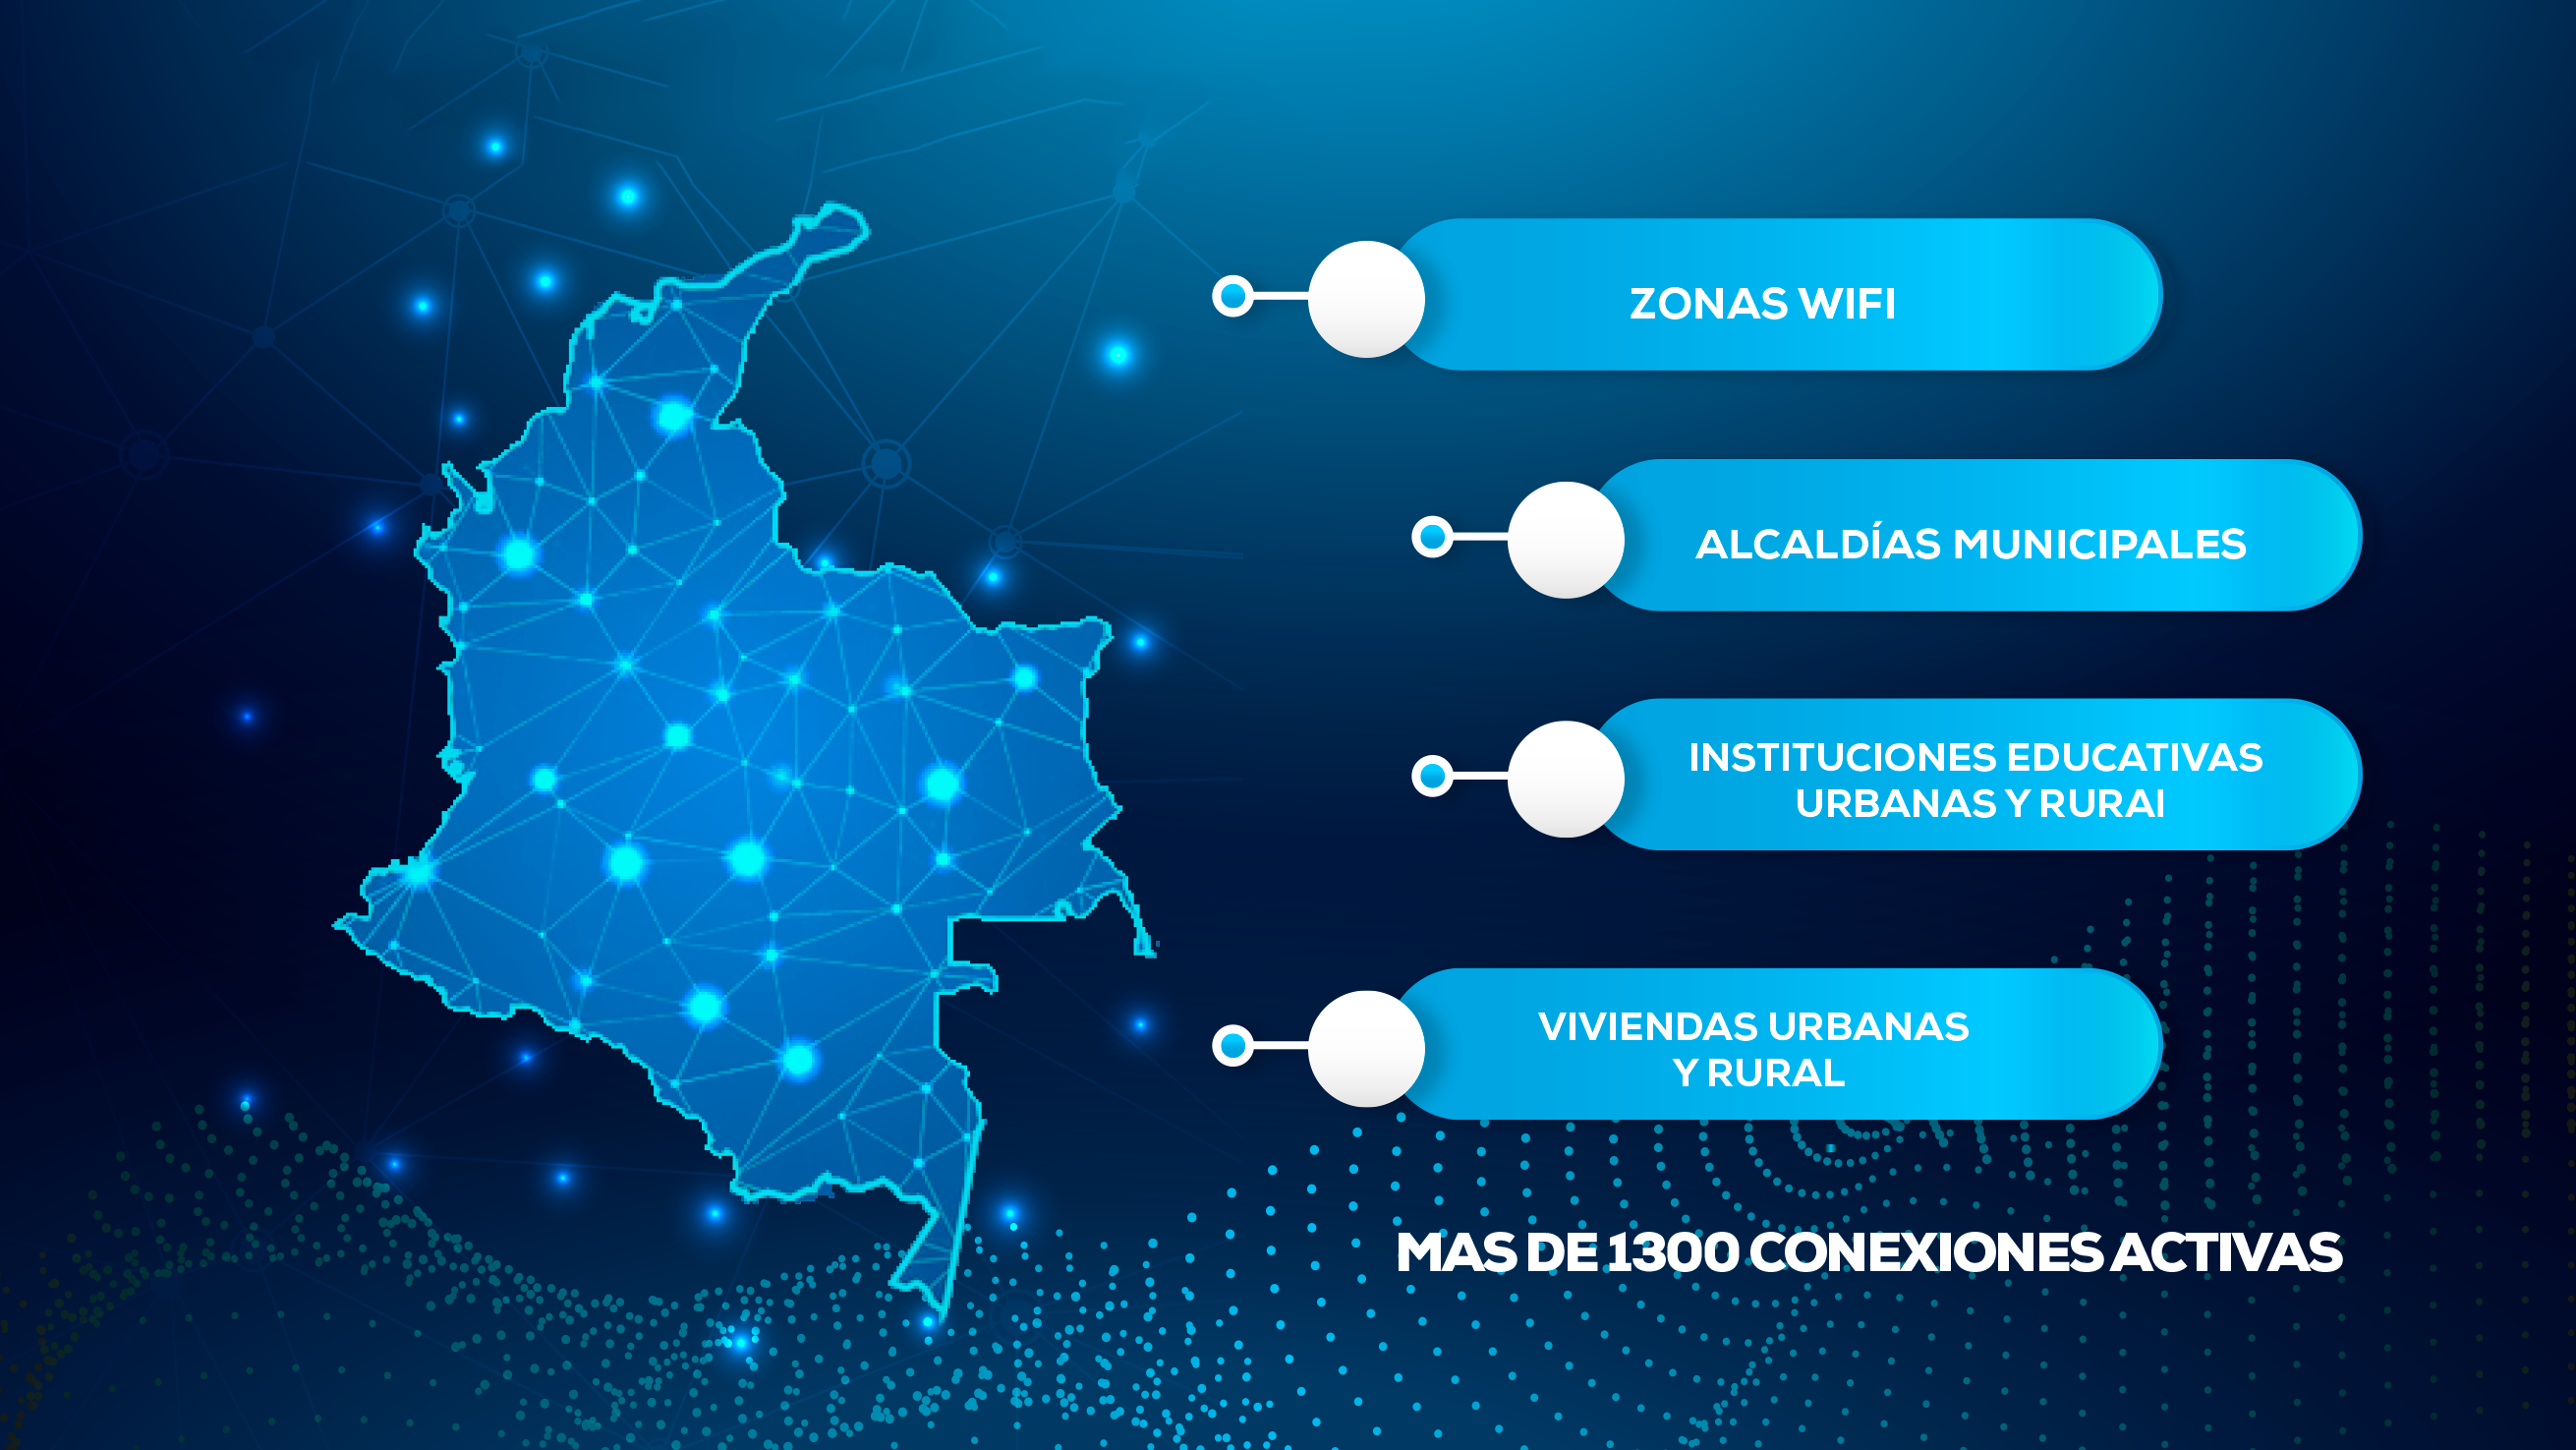 ZONAS WIFI
ALCALDÍAS MUNICIPALES
INSTITUCIONES EDUCATIVAS
URBANAS Y RURAI
VIVIENDAS URBANAS
Y RURAL
MAS DE 1300 CONEXIONES ACTIVAS